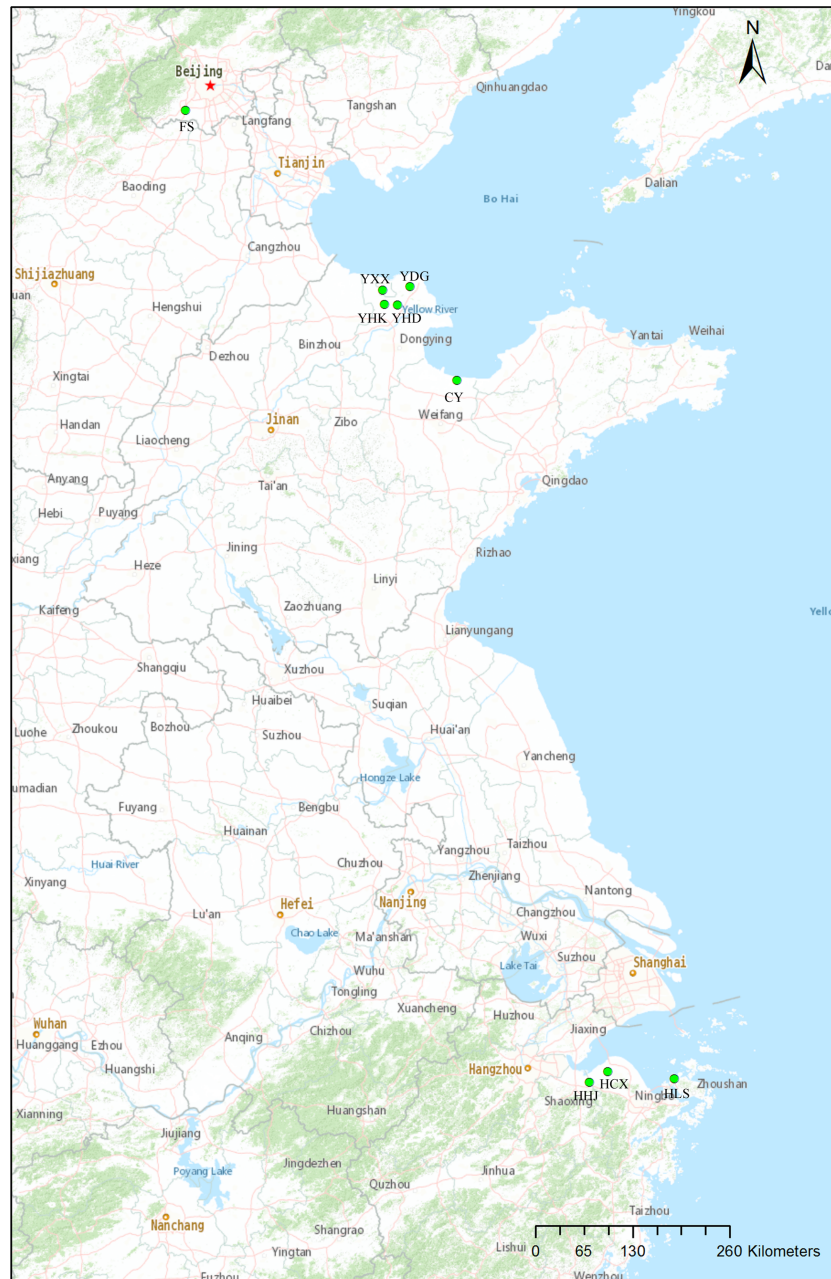 Yingkou
N
Beijing
Da
Qinhuangdao
Tangshan
FS
Langfang
Tianjin
Dalian
Baoding
Bo Hai
Cangzhou
Shijiazhuang
YXX
YDG
uan
Hengshui
YHK
YHD
Yellow River
Weihai
Yantai
Binzhou
Dongying
Dezhou
Xingtai
CY
Weifang
Jinan
Zibo
Handan
Liaocheng
Anyang
Qingdao
Tai'an
Hebi
Puyang
Jining
Rizhao
xiang
Heze
Linyi
Zaozhuang
Kaifeng
Yello
Lianyungang
Shangqiu
Xuzhou
Huaibei
Suqian
Luohe
Zhoukou
Bozhou
Suzhou
Huai'an
Yancheng
Hongze Lake
umadian
Fuyang
Bengbu
Huainan
Taizhou
Yangzhou
Huai River
Chuzhou
Xinyang
Zhenjiang
Nantong
Hefei
Nanjing
Lu'an
Changzhou
Chao Lake
Ma'anshan
Wuxi
Suzhou
Shanghai
Lake Tai
Wuhu
Tongling
Xuancheng
Huzhou
Wuhan
Chizhou
Jiaxing
Anqing
Huanggang
Ezhou
Huangshi
Hangzhou
HCX
Zhoushan
HHJ
HLS
Shaoxing
Ningbo
Huangshan
Xianning
Jiujiang
Jingdezhen
Poyang Lake
Jinhua
Quzhou
Nanchang
Taizhou
Shangrao
Lishui
Yingtan
0 65 130 260 Kilometers
Fuzhou
Wenzhou